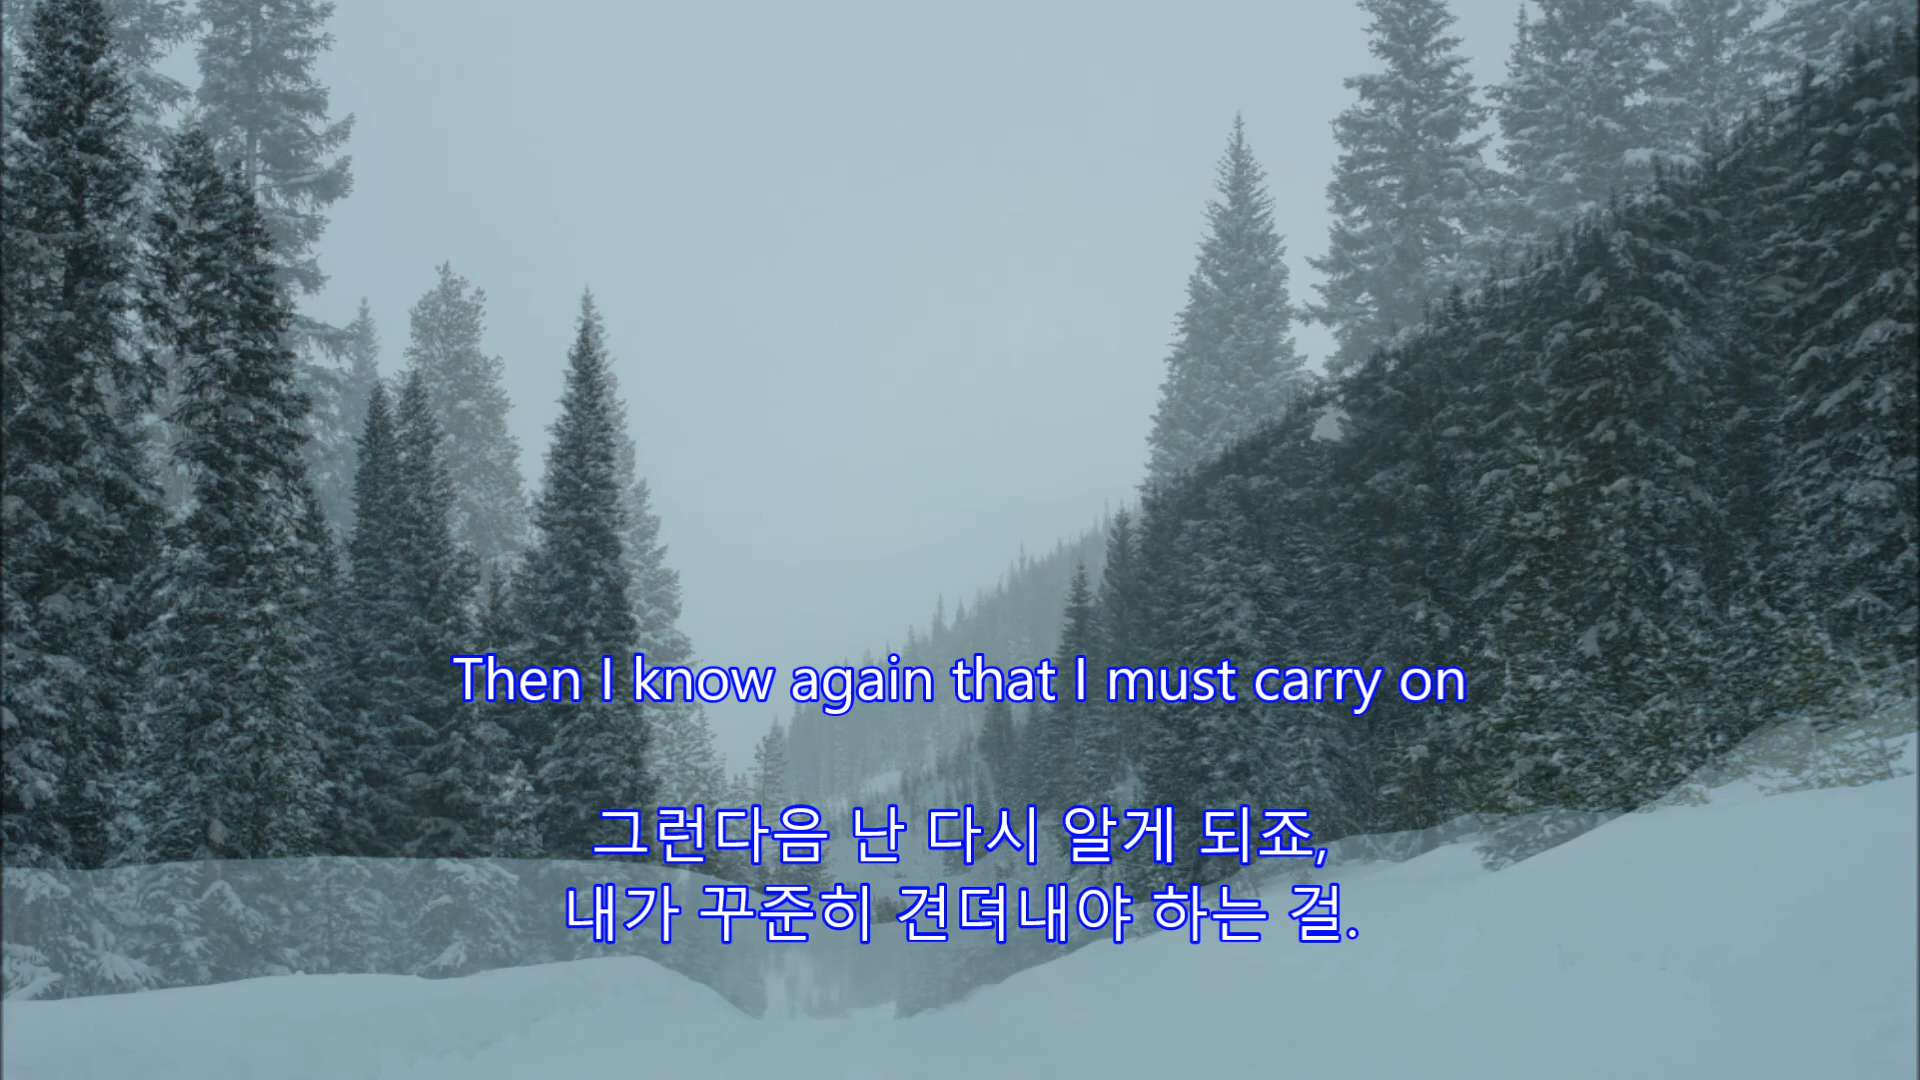 Then I know again that I must carry on
그런다음 난 다시 알게 되죠,
내가 꾸준히 견뎌내야 하는 걸.